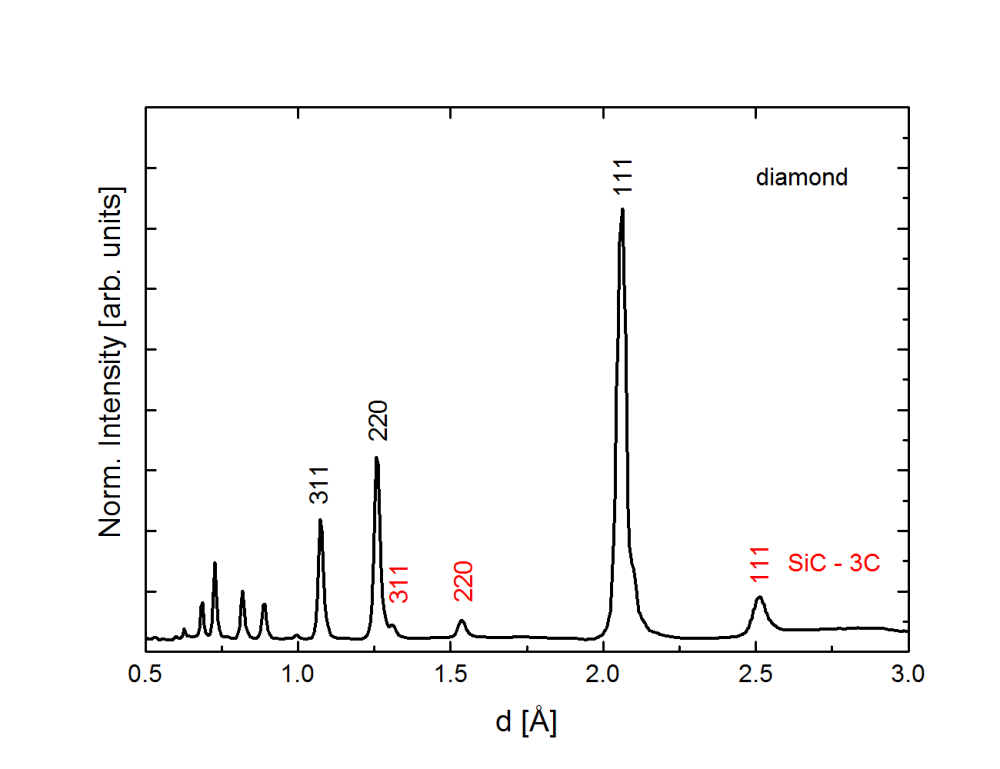 111
diamond
220
311
111
SiC - 3C
220
311
Norm. Intensity [arb. units]
0.5 1.0 1.5 2.0 2.5 3.0
d [Å]